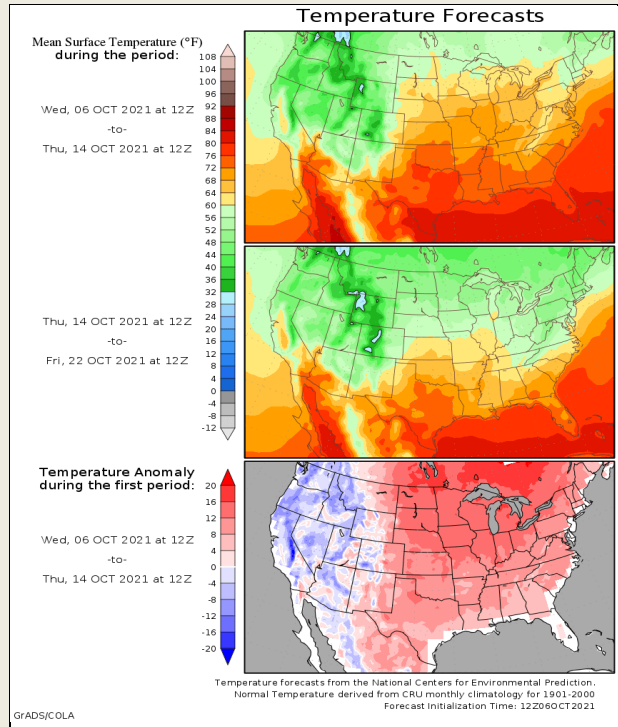 Temperature Forecasts
Mean Surface Temperature (°F)
during the period:
108
104
100
96
92
88
84
80
76
72
68
64
60
56
52
48
44
40
36
32
28
24
20
16
12
8
4
0
-4
-8
-12
Wed, 06 OCT 2021 at 12Z
-to-
Thu, 14 OCT 2021 at 12Z
Thu, 14 OCT 2021 at 12Z
-to-
Fri, 22 OCT 2021 at 12Z
Temperature Anomaly
during the first period:
20
16
12
8
4
0
-4
-8
-12
-16
-20
Wed, 06 OCT 2021 at 12Z
-to-
Thu, 14 OCT 2021 at 12Z
Temperature forecasts from the National Centers for Environmental Prediction.
Normal Temperature derived from CRU monthly climatology for 1901-2000
Forecast Initialization Time: 12Z06OCT2021
GrADS/COLA